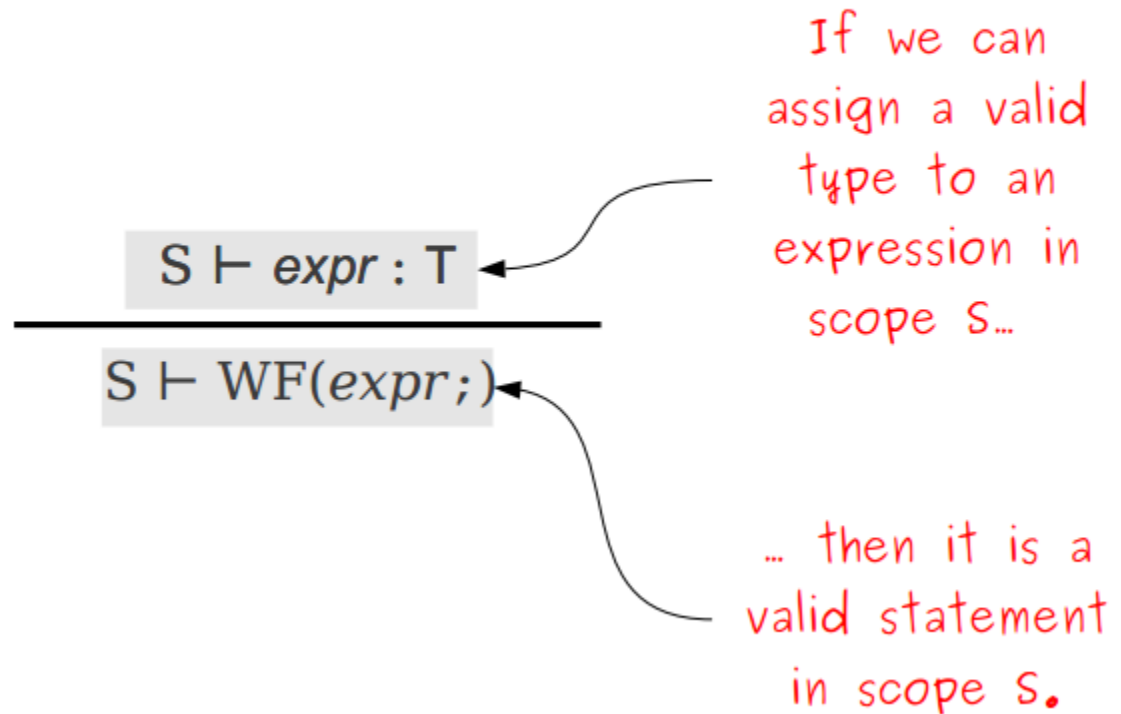 If we can
assign a valid
type to an
expression in
scope S…
S ⊢ expr : T
S ⊢ WF(expr;)
… then it is a
valid statement
in scope S.